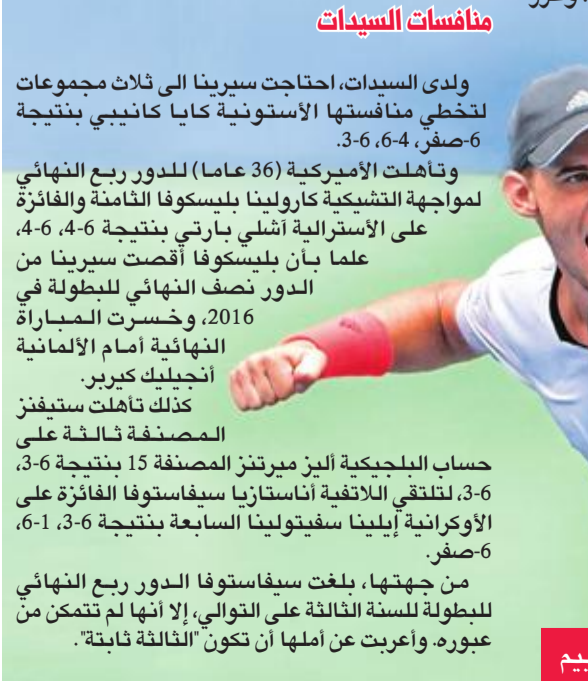 منافسات السيدات
ولدى السيدات، احتاجت سيرينا الى ثلاث مجموعات
لتخطي منافستها الأستونية كايا كانيبي بنتيجة
6-صفر، 4-6، 6-3.
وتأهلت الأميركية (36 عاما) للدور ربع النهائي
لمواجهة التشيكية كارولينا بليسكوفا الثامنة والفائزة
على الأسترالية آشلي بارتي بنتيجة 6-4، 6-4،
علما بأن بليسكوفا أقصت سيرينا من
الدور نصف النهائي للبطولة في
2016، وخسرت المباراة
النهائية أمام الألمانية
أنجيليك كيربر.
كذلك تأهلت ستيفنز
المصنفة ثالثة على
حساب البلجيكية أليز ميرتنز المصنفة 15 بنتيجة 6-3،
6-3، لتلتقي اللاتفية أناستازيا سيفاستوفا الفائزة على
الأوكرانية إيلينا سفيتولينا السابعة بنتيجة 6-3، 1-6،
6-صفر.
من جهتها، بلغت سيفاستوفا الدور ربع النهائي
للبطولة للسنة الثالثة على التوالي، إلا أنها لم تتمكن من
عبوره. وأعربت عن أملها أن تكون "الثالثة ثابتة".